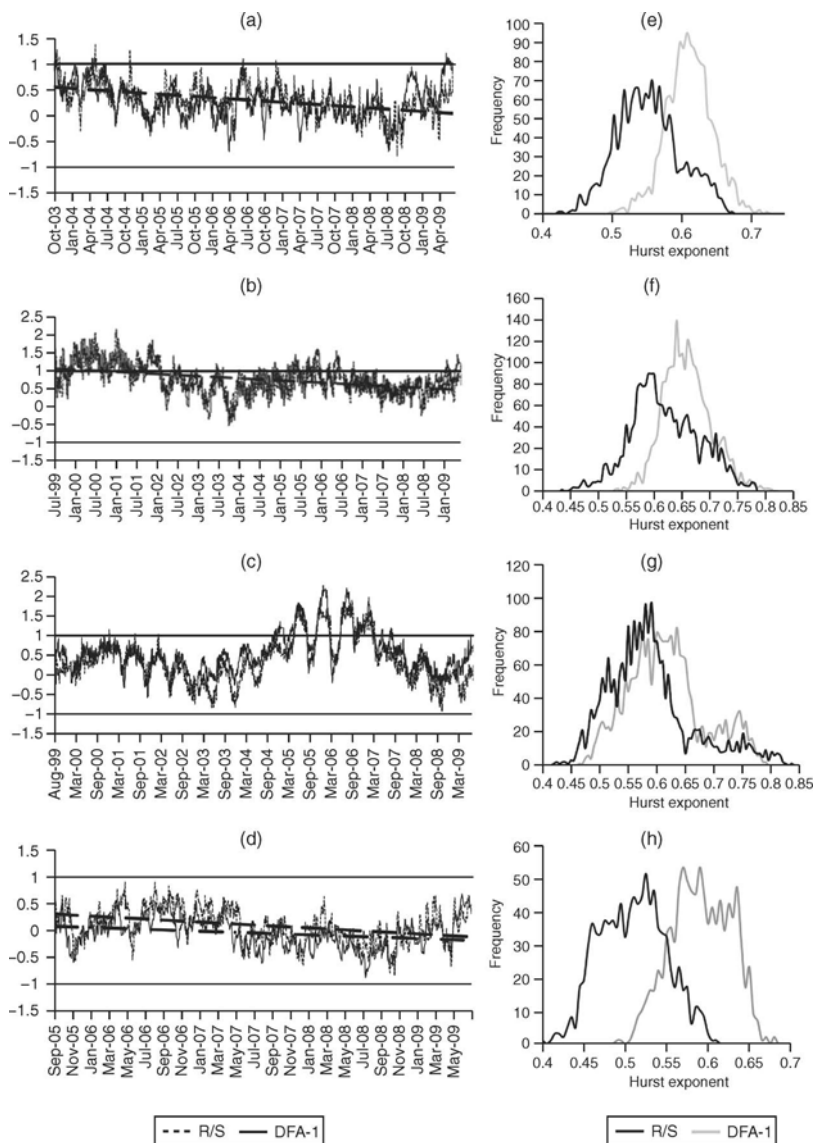 (a)
1.5
1
0.5
0
−0.5
−1
−1.5
Oct-03
Jan-04
Apr-04
Jul-04
Oct-04
Jan-05
Apr-05
Jul-05
Oct-05
Jan-06
Apr-06
Jul-06
Oct-06
Jan-07
Apr-07
Jul-07
Oct-07
Jan-08
Apr-08
Jul-08
Oct-08
Jan-09
Apr-09
(e)
Frequency
100
90
80
70
60
50
40
30
20
10
0
0.4 0.5 0.6 0.7
Hurst exponent
(b)
2.5
2
1.5
1
0.5
0
−0.5
−1
−1.5
Jul-99
Jan-00
Jul-00
Jan-01
Jul-01
Jan-02
Jul-02
Jan-03
Jul-03
Jan-04
Jul-04
Jan-05
Jul-05
Jan-06
Jul-06
Jan-07
Jul-07
Jan-08
Jul-08
Jan-09
(f)
Frequency
160
140
120
100
80
60
40
20
0
0.4 0.45 0.5 0.55 0.6 0.65 0.7 0.75 0.8 0.85
Hurst exponent
(c)
2.5
2
1.5
1
0.5
0
−0.5
−1
−1.5
Aug-99
Mar-00
Sep-00
Mar-01
Sep-01
Mar-02
Sep-02
Mar-03
Sep-03
Mar-04
Sep-04
Mar-05
Sep-05
Mar-06
Sep-06
Mar-07
Sep-07
Mar-08
Sep-08
Mar-09
(g)
Frequency
120
100
80
60
40
20
0
0.4 0.45 0.5 0.55 0.6 0.65 0.7 0.75 0.8 0.85
Hurst exponent
(d)
1.5
1
0.5
0
−0.5
−1
−1.5
Sep-05
Nov-05
Jan-06
Mar-06
May-06
Jul-06
Sep-06
Nov-06
Jan-07
Mar-07
May-07
Jul-07
Sep-07
Nov-07
Jan-08
Mar-08
May-08
Jul-08
Sep-08
Nov-08
Jan-09
Mar-09
May-09
(h)
Frequency
60
50
40
30
20
10
0
0.4 0.45 0.5 0.55 0.6 0.65 0.7
Hurst exponent
R/S DFA-1
R/S DFA-1